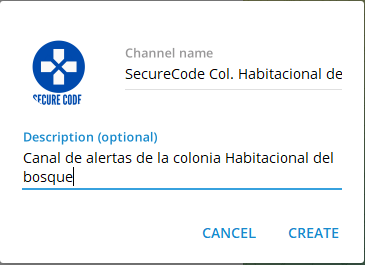 Channel name
SECURE CODE
SecureCode Col. Habitacional de
Description (optional)
Canal de alertas de la colonia Habitacional del
bosque
CANCEL CREATE